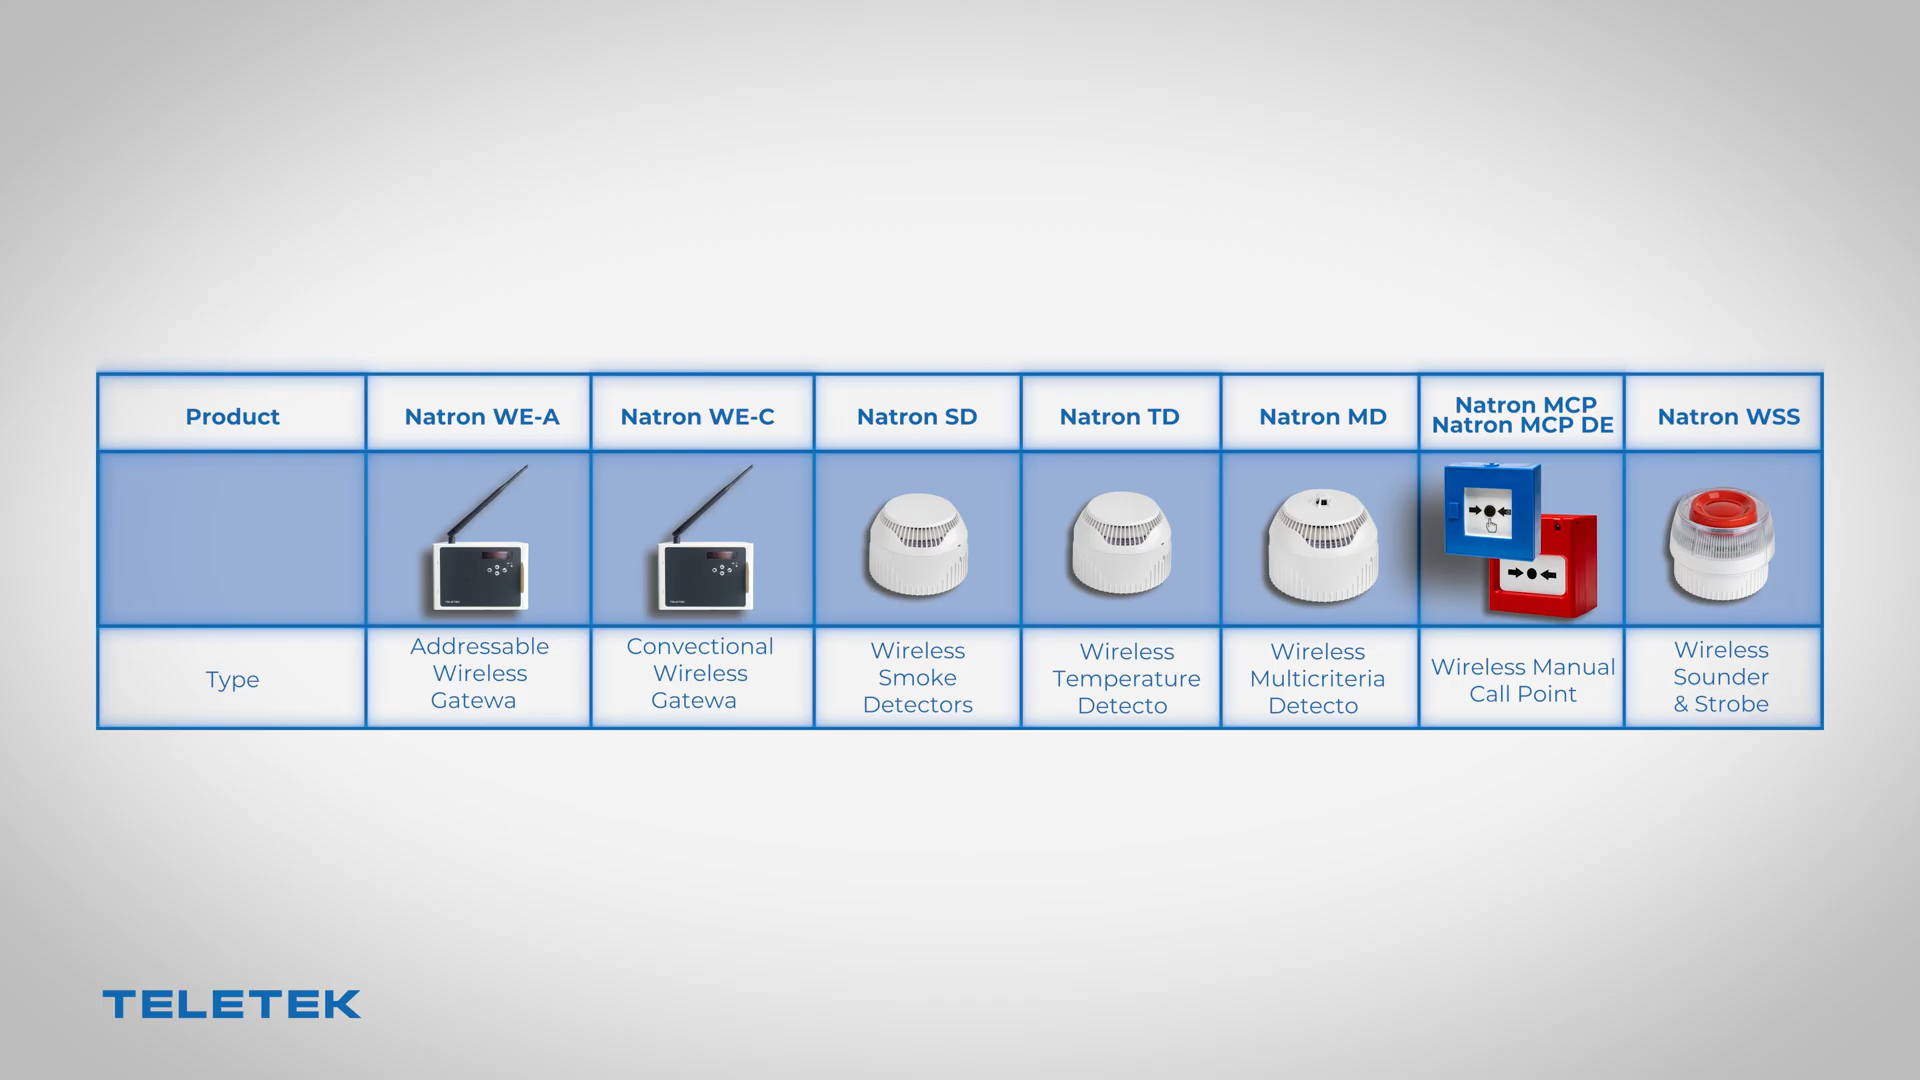 Product
Natron WE-A
Natron WE-C
Natron SD
Natron TD
Natron MD
Natron MCP
Natron MCP DE
Natron WSS
TELETEK
TELETEK
Type
Addressable
Wireless
Gatewa
Convectional
Wireless
Gatewa
Wireless
Smoke
Detectors
Wireless
Temperature
Detecto
Wireless
Multicriteria
Detecto
Wireless Manual
Call Point
Wireless
Sounder
& Strobe
TELETEK